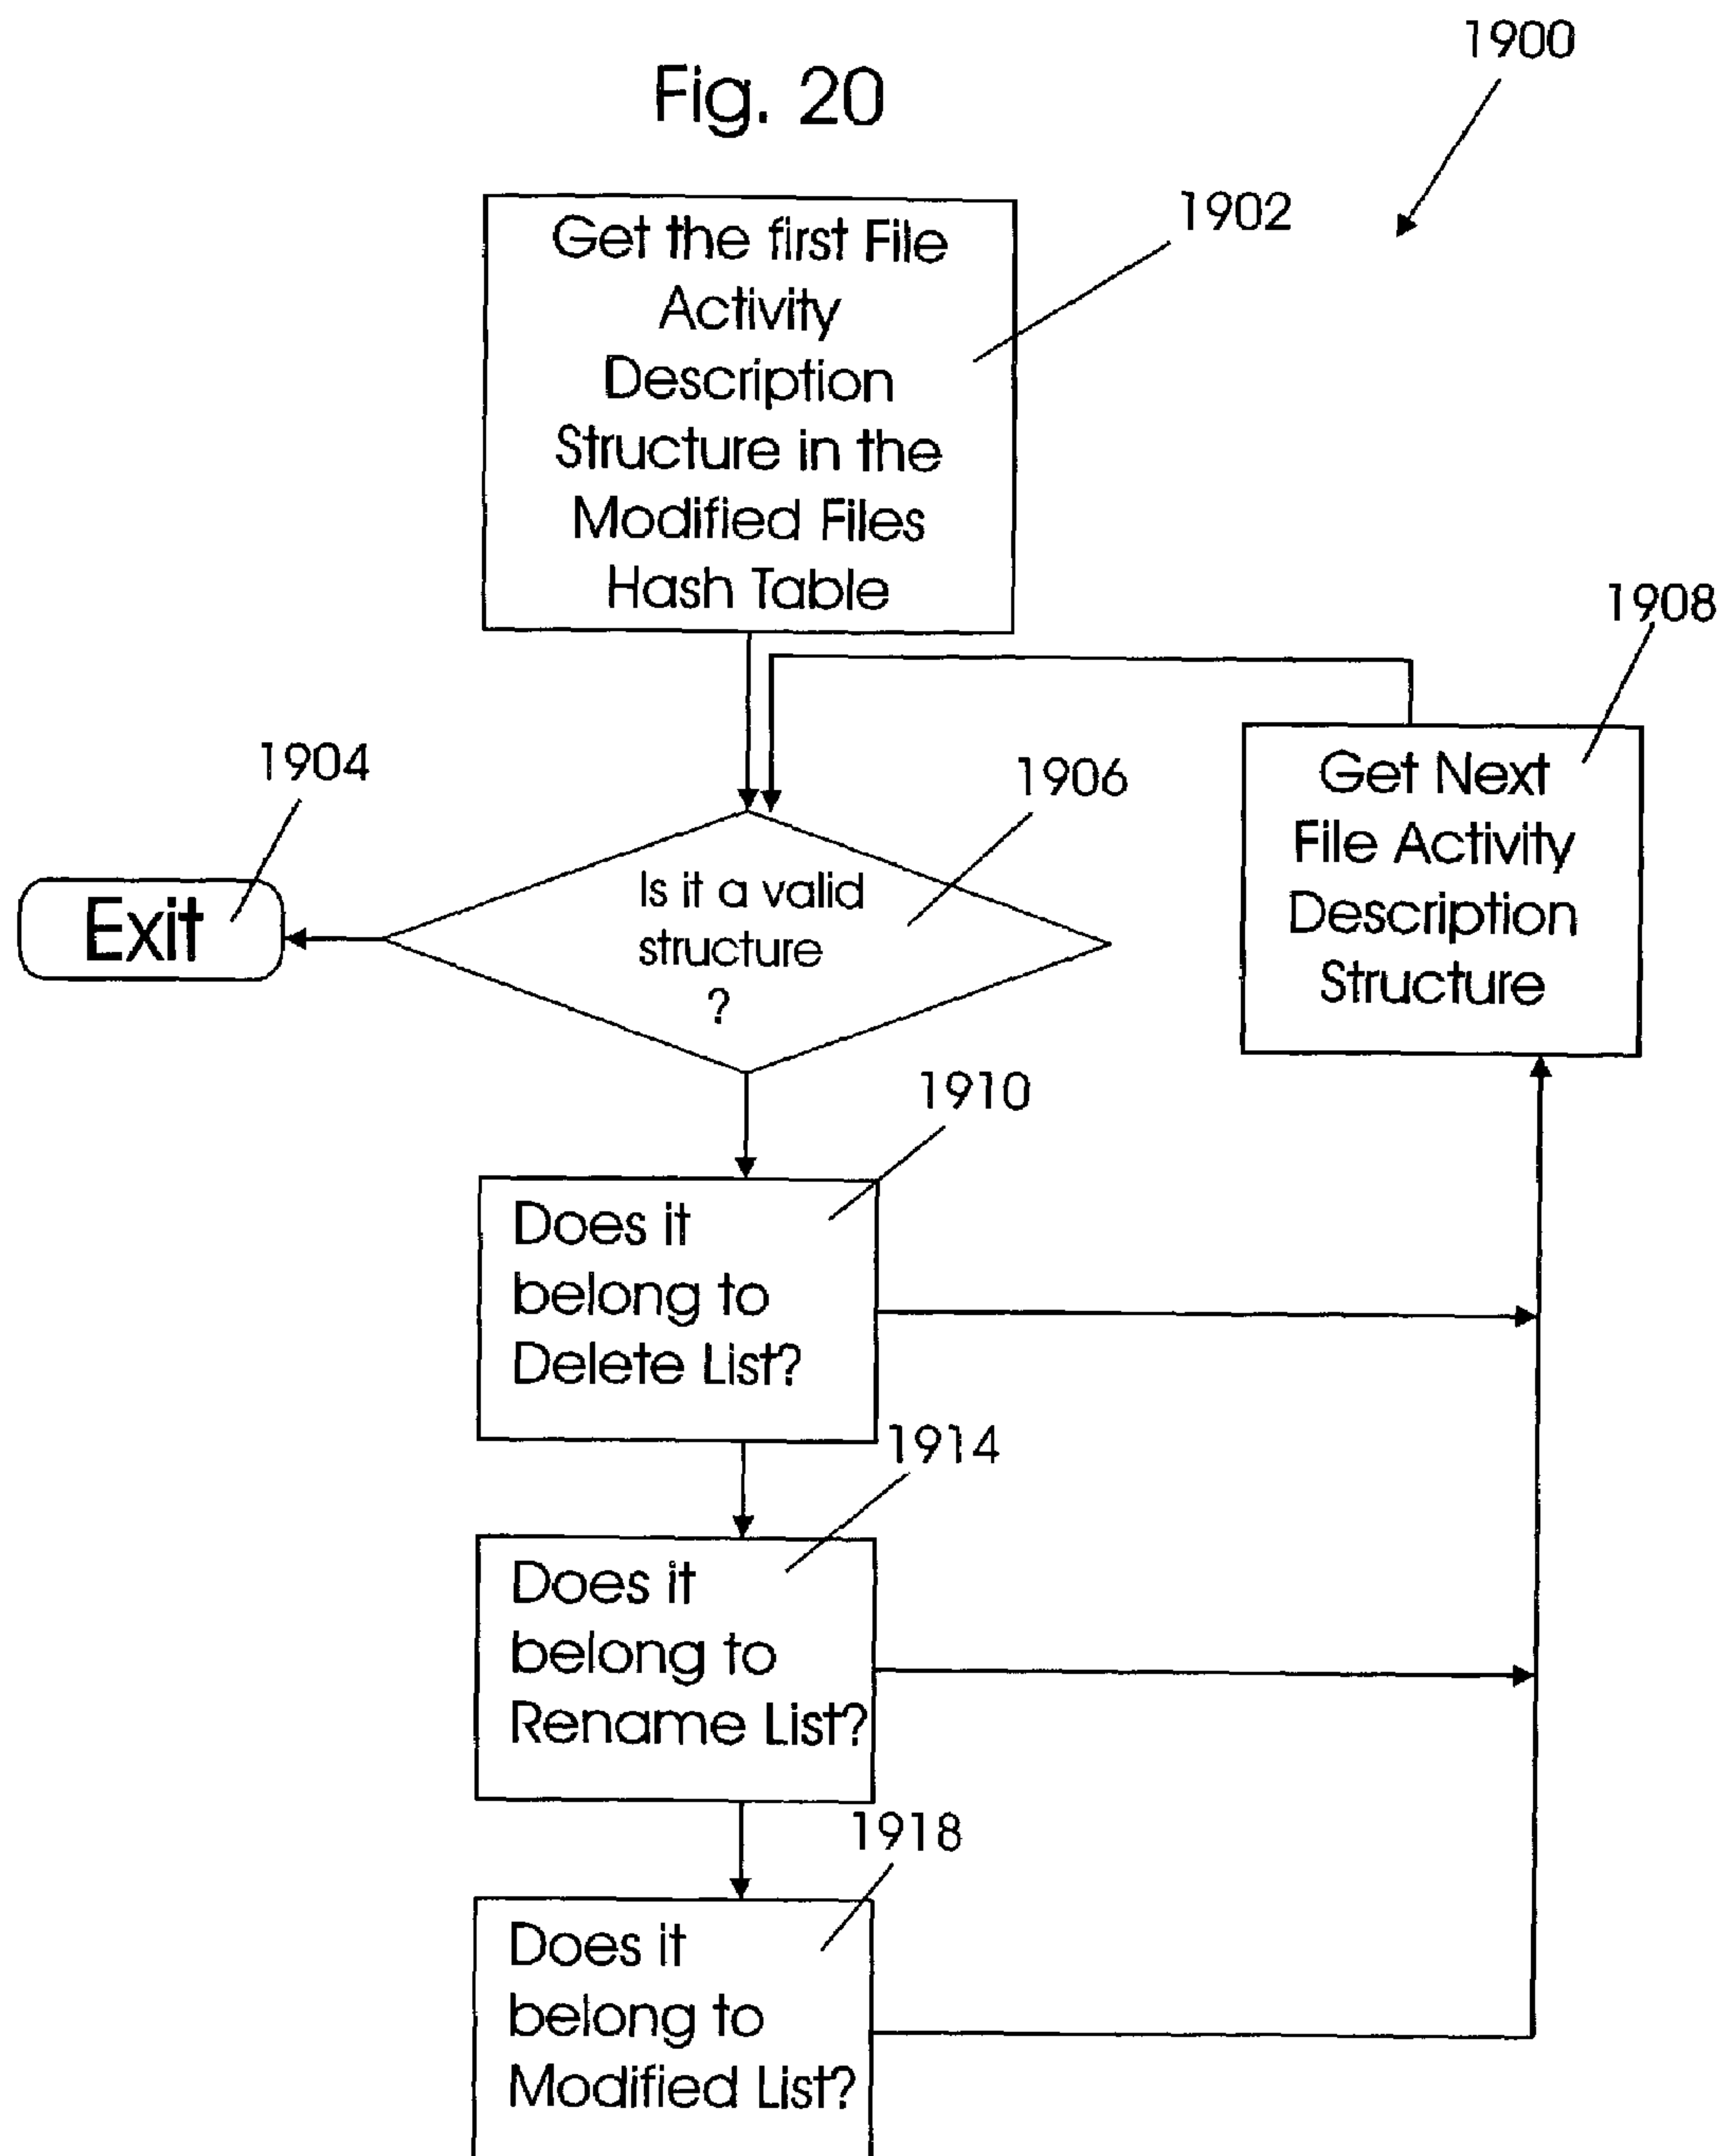 1900
Fig. 20
1902
Get the first File
Activity
Description
Structure in the
Modified Files
Hash Table
1908
Get Next
File Activity
Description
Structure
1904
Exit
1906
Is it a valid
structure
?
1910
Does it
belong to
Delete List?
1914
Does it
belong to
Rename List?
1918
Does it
belong to
Modified List?